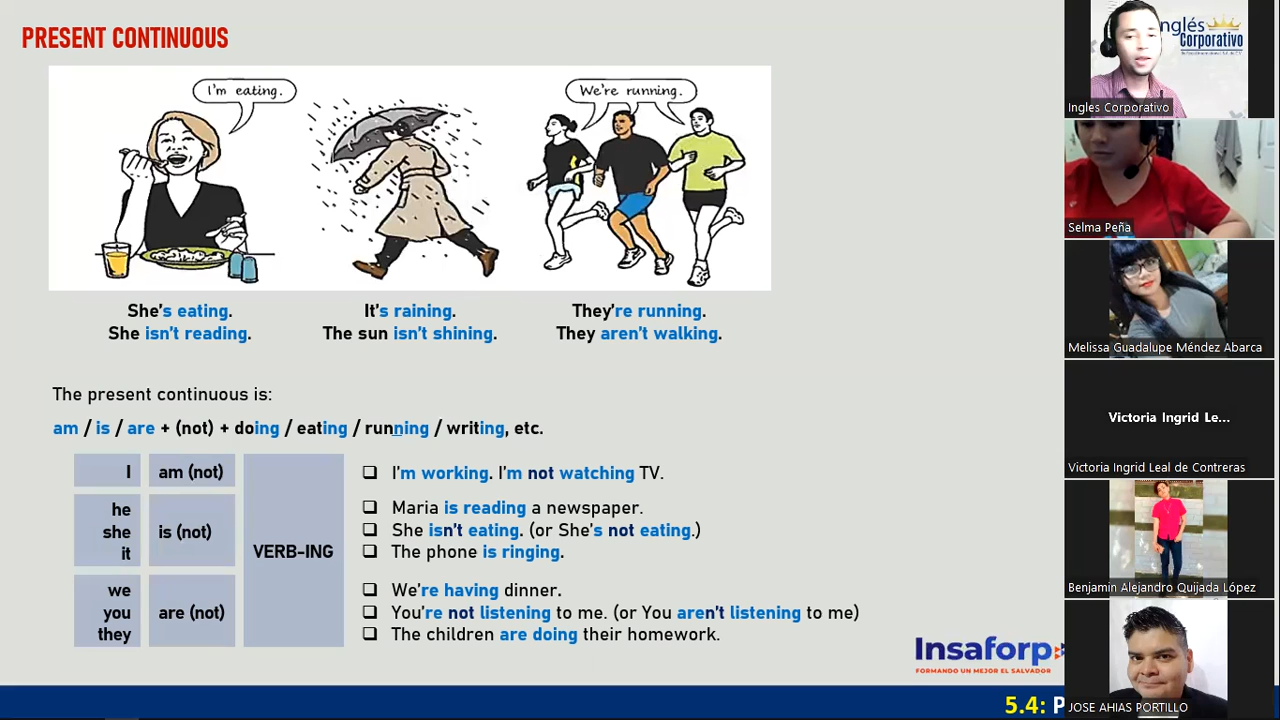 PRESENT CONTINUOUS
I'm eating.
We're running.
She's eating.
She isn't reading.
It's raining.
The sun isn't shining.
They're running.
They aren't walking.
The present continuous is:
am / is / are + (not) + doing / eating / running / writing, etc.
I
am (not)
he
she
it
is (not)
we
you
they
are (not)
VERB-ING
I'm working. I'm not watching TV.
Maria is reading a newspaper.
She isn't eating. (or She's not eating.)
The phone is ringing.
We're having dinner.
You're not listening to me. (or You aren't listening to me)
The children are doing their homework.
Insaforp
FORMANDO UN MEJOR EL SALVADOR
5.4: P
nglés
Corporativo
Ingles Corporativo
Selma Peña
Melissa Guadalupe Méndez Abarca
Victoria Ingrid Le...
Victoria Ingrid Leal de Contreras
Benjamin Alejandro Quijada López
JOSE AHIAS PORTILLO